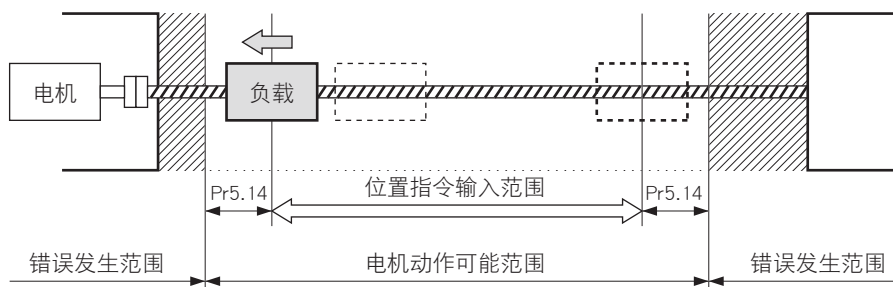 电机
负载
Pr5.14
位置指令输入范围
Pr5.14
错误发生范围
电机动作可能范围
错误发生范围